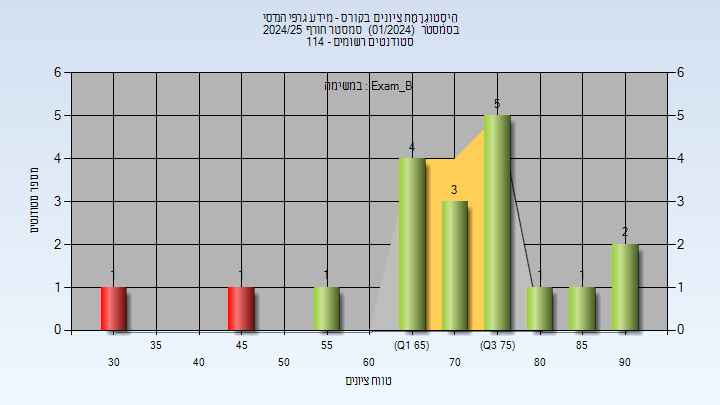 היסטוגרמת ציונים בקורס - מידע גרפי הנדסי
בסמסטר (01/2024) סמסטר חורף 2024/25
סטודנטים רשומים - 114
במשימה : Exam_B
מספר סטודנטים
6 5 4 3 2 1 0
1 1 1 4 3 5 1 1 2
6 5 4 3 2 1 0
35 45 55 (Q1 65) (Q3 75) 85
30 40 50 60 70 80 90
טווח ציונים